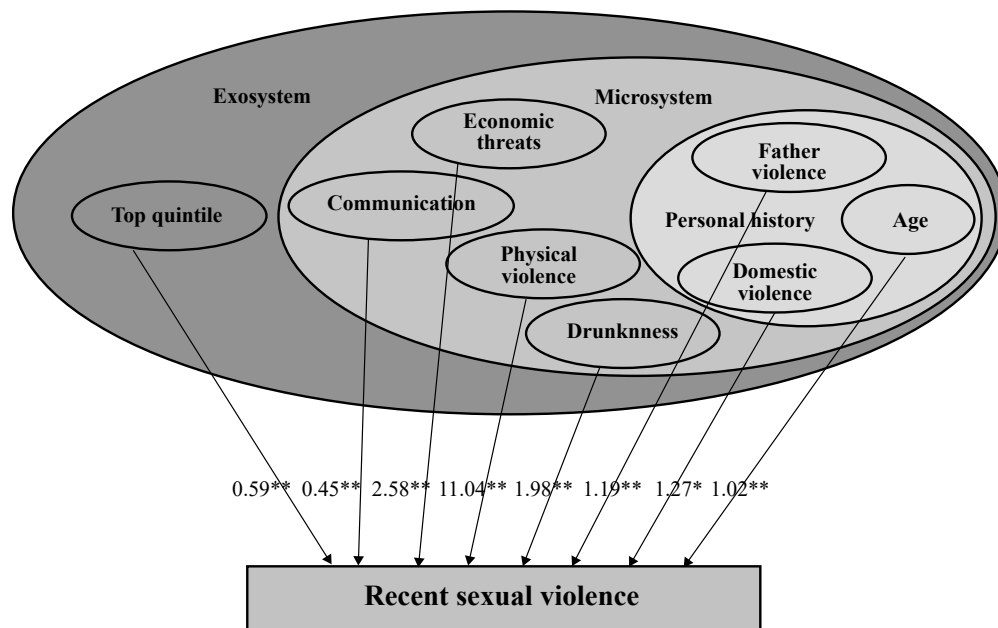 Exosystem
Microsystem
Economic
threats
Father
violence
Top quintile
Communication
Personal history
Age
Physical
violence
Domestic
violence
Drunknness
0.59** 0.45** 2.58** 11.04** 1.98** 1.19** 1.27* 1.02**
Recent sexual violence